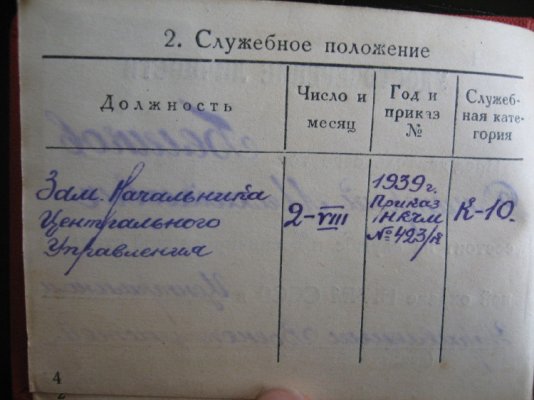 2. Служебное положение
Должность
Число и
месяц
Год и
приказ
№
Служеб-
ная кате-
гория
Зам. Начальника
Центрального
Управления
2-VIII
1939 г.
Приказ
НКЧМ
№ 423/к
К-10.
4